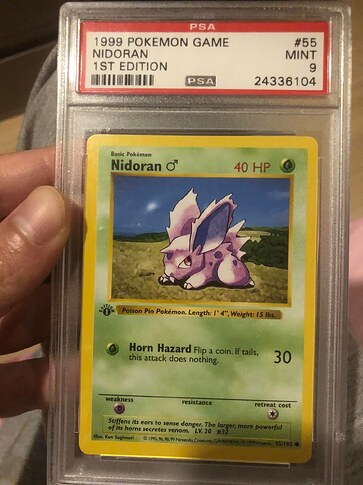 PSA
1999 POKEMON GAME #55
NIDORAN MINT
1ST EDITION 9
PSA 24336104
Basic Pokémon
Nidoran ♂ 40 HP
Poison Pin Pokémon. Length: 1' 4", Weight: 15 lbs.
Horn Hazard Flip a coin. If tails,
this attack does nothing. 30
weakness resistance retreat cost
Stiffens its ears to sense danger. The larger, more powerful
of its horns secretes venom. LV. 20 #32
Illus. Ken Sugimori